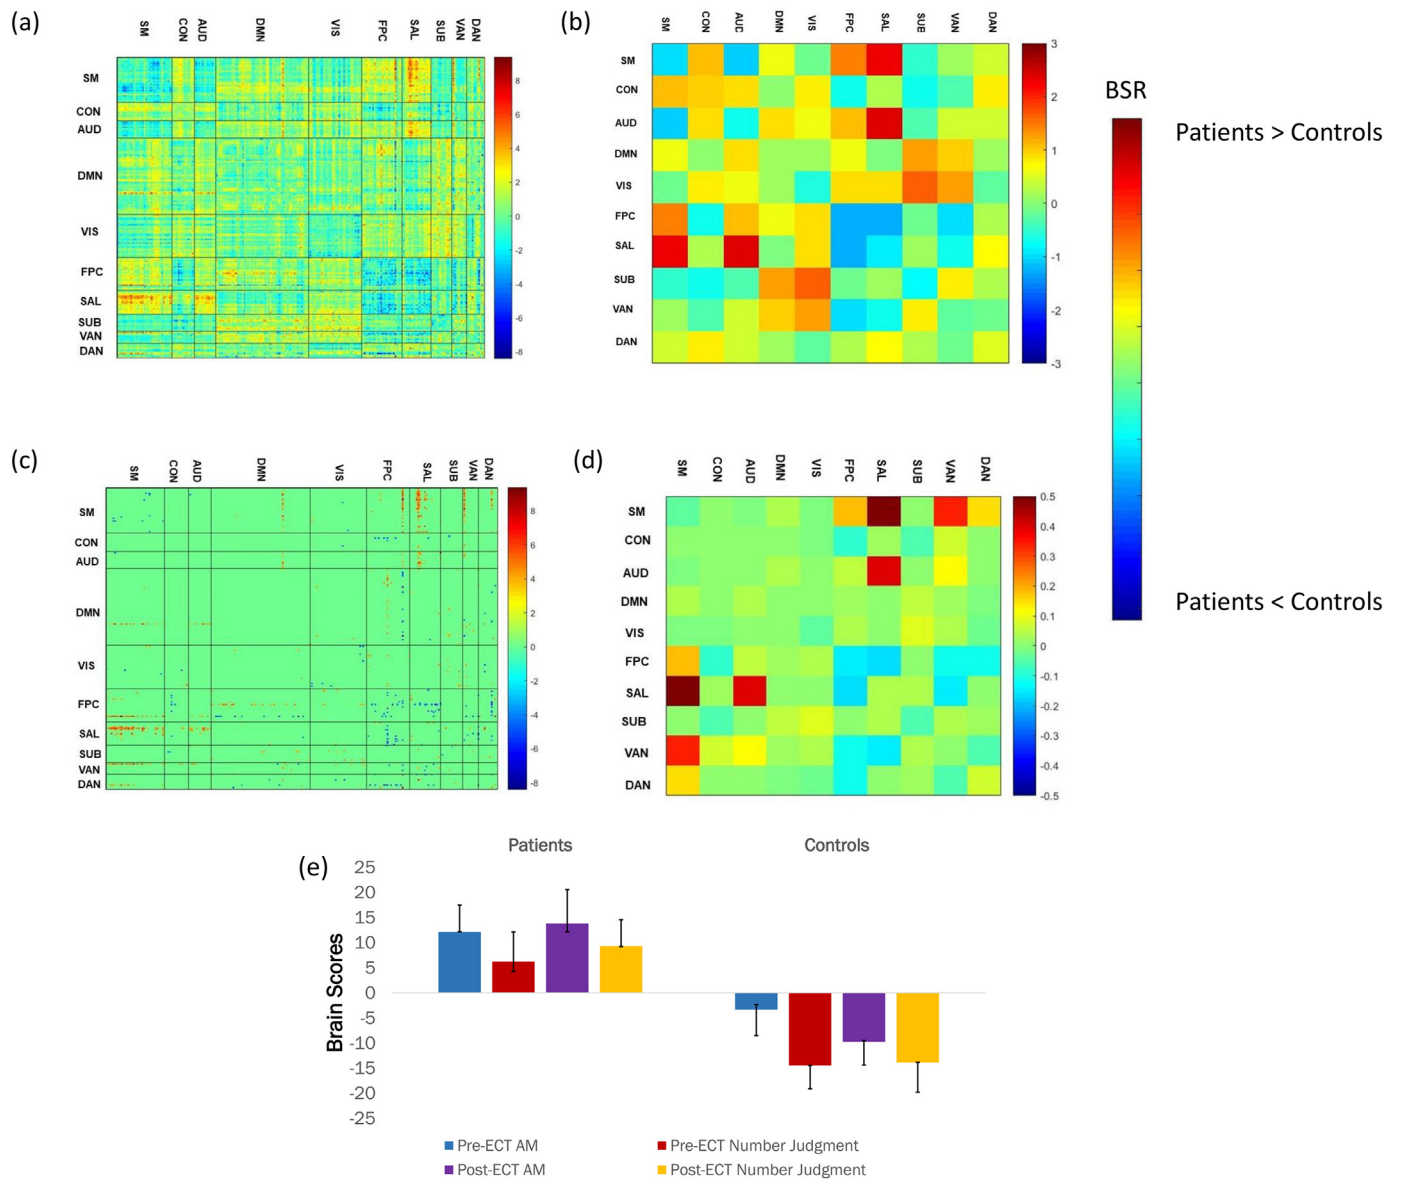 (a)
SM CON AUD DMN VIS FPC SAL SUB VAN DAN
SM
CON
AUD
DMN
VIS
FPC
SAL
SUB
VAN
DAN
8
6
4
2
0
-2
-4
-6
-8
(b)
SM CON AUD DMN VIS FPC SAL SUB VAN DAN
SM
CON
AUD
DMN
VIS
FPC
SAL
SUB
VAN
DAN
3
2
1
0
-1
-2
-3
BSR
Patients > Controls
Patients < Controls
(c)
SM CON AUD DMN VIS FPC SAL SUB VAN DAN
SM
CON
AUD
DMN
VIS
FPC
SAL
SUB
VAN
DAN
8
6
4
2
0
-2
-4
-6
-8
(d)
SM CON AUD DMN VIS FPC SAL SUB VAN DAN
SM
CON
AUD
DMN
VIS
FPC
SAL
SUB
VAN
DAN
0.5
0.4
0.3
0.2
0.1
0
-0.1
-0.2
-0.3
-0.4
-0.5
(e)
Patients Controls
Brain Scores
25
20
15
10
5
0
-5
-10
-15
-20
-25
Pre-ECT AM Pre-ECT Number Judgment
Post-ECT AM Post-ECT Number Judgment